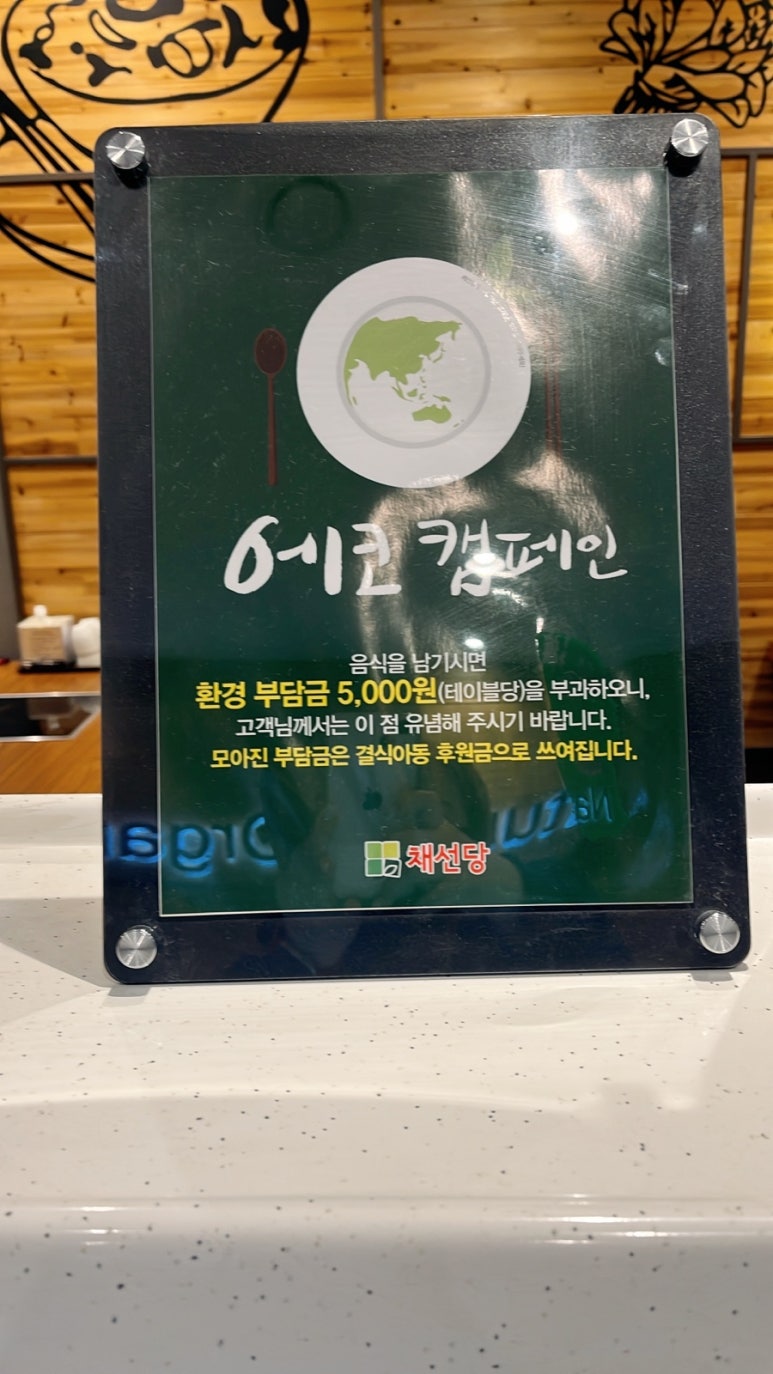 에코 캠페인
음식을 남기시면
환경 부담금 5,000원(테이블당)을 부과하오니,
고객님께서는 이 점 유념해 주시기 바랍니다.
모아진 부담금은 결식아동 후원금으로 쓰여집니다.
채선당